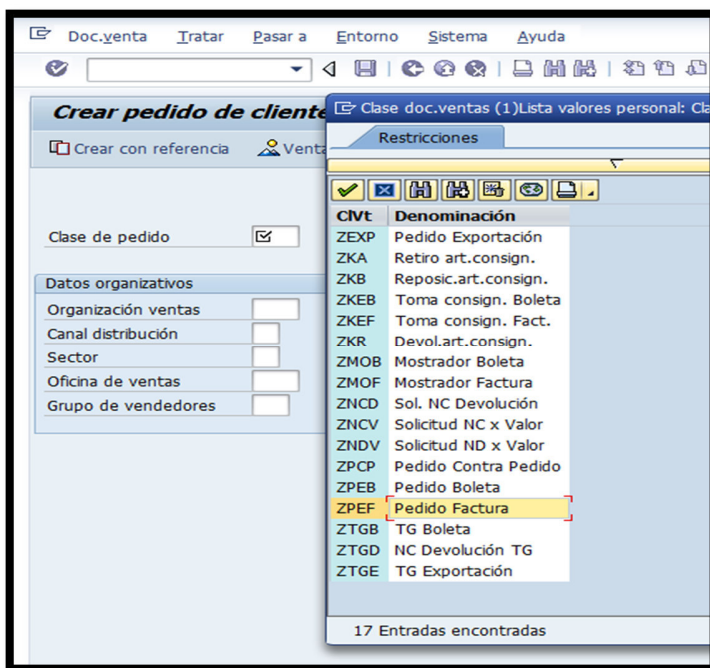 Doc.venta Tratar Pasar a Entorno Sistema Ayuda
Crear pedido de cliente
Crear con referencia
Clase de pedido
Datos organizativos
Organización ventas
Canal distribución
Sector
Oficina de ventas
Grupo de vendedores
Clase doc.ventas (1)Lista valores personal:
Restricciones
ClVt Denominación
ZEXP Pedido Exportación
ZKA Retiro art.consign.
ZKB Reposic.art.consign.
ZKEB Toma consign. Boleta
ZKEF Toma consign. Fact.
ZKR Devol.art.consign.
ZMOB Mostrador Boleta
ZMOF Mostrador Factura
ZNCD Sol. NC Devolución
ZNCV Solicitud NC x Valor
ZNDV Solicitud ND x Valor
ZPCP Pedido Contra Pedido
ZPEB Pedido Boleta
ZPEF Pedido Factura
ZTGB TG Boleta
ZTGD NC Devolución TG
ZTGE TG Exportación
17 Entradas encontradas